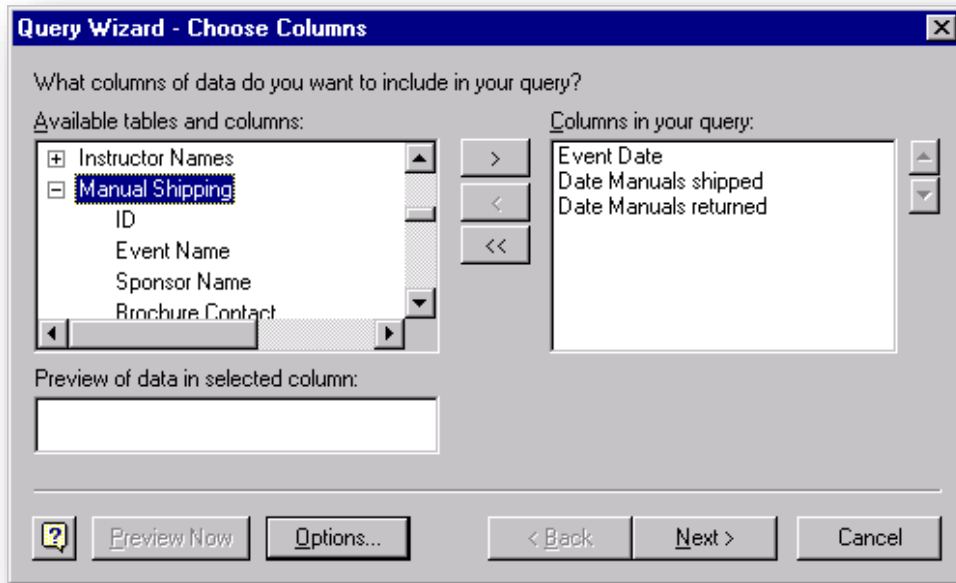 Query Wizard - Choose Columns
What columns of data do you want to include in your query?
Available tables and columns:
Columns in your query:
Instructor Names
Manual Shipping
ID
Event Name
Sponsor Name
Brochure Contact
>
<
<<
Event Date
Date Manuals shipped
Date Manuals returned
Preview of data in selected column:
Preview Now
Options...
< Back
Next >
Cancel